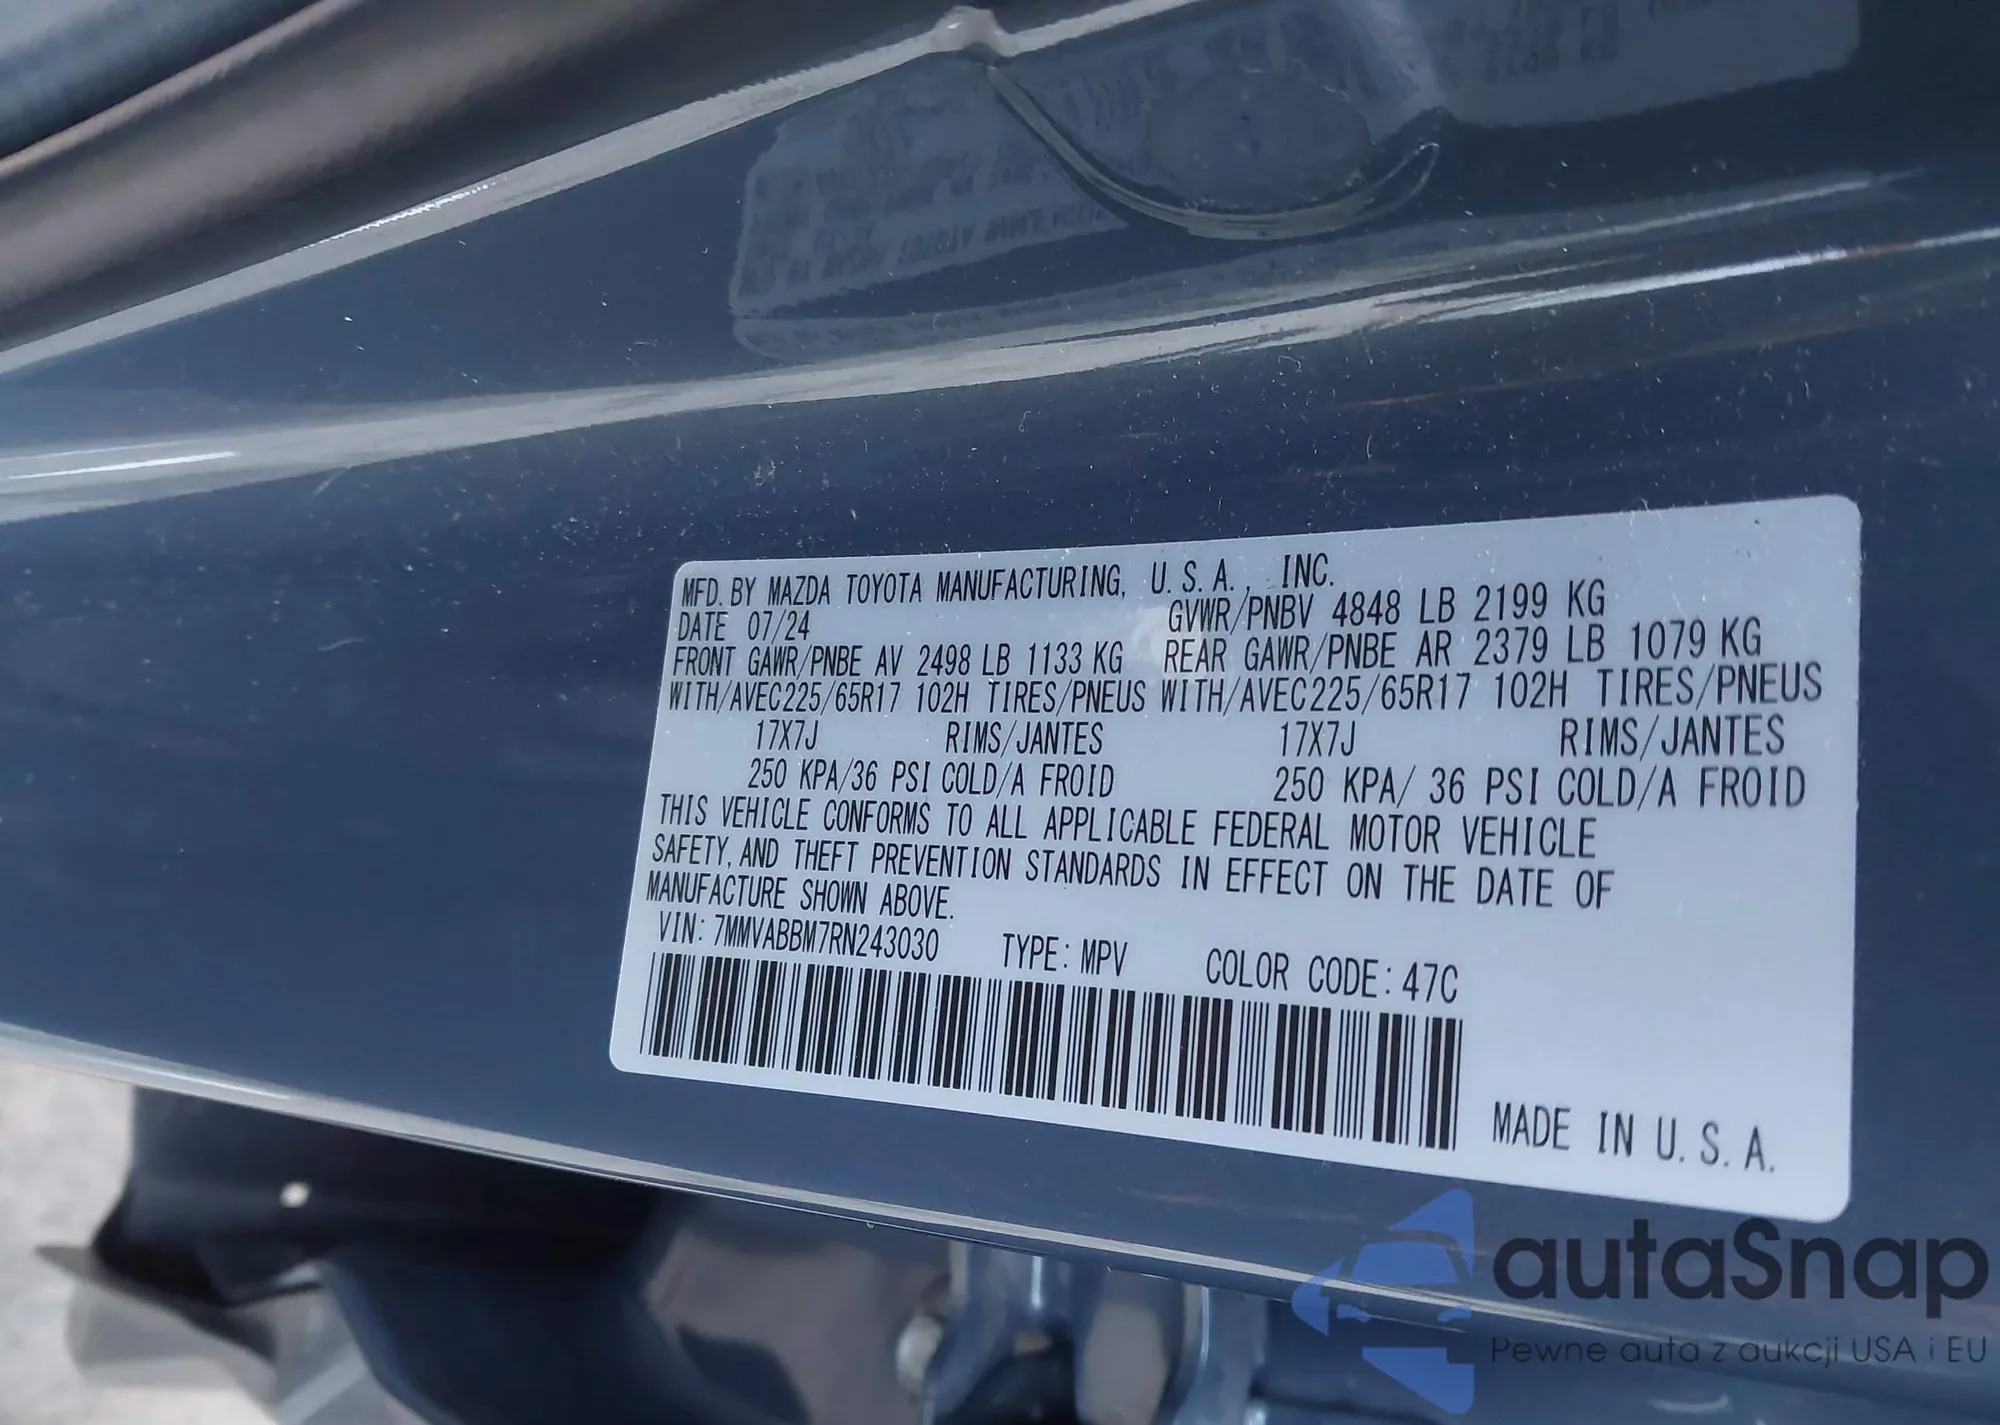 MFD. BY MAZDA TOYOTA MANUFACTURING, U.S.A., INC.
DATE 07/24 GVWR/PNBV 4848 LB 2199 KG
FRONT GAWR/PNBE AV 2498 LB 1133 KG REAR GAWR/PNBE AR 2379 LB 1079 KG
WITH/AVEC225/65R17 102H TIRES/PNEUS WITH/AVEC225/65R17 102H TIRES/PNEUS
17X7J RIMS/JANTES 17X7J RIMS/JANTES
250 KPA/36 PSI COLD/A FROID 250 KPA/ 36 PSI COLD/A FROID
THIS VEHICLE CONFORMS TO ALL APPLICABLE FEDERAL MOTOR VEHICLE
SAFETY, AND THEFT PREVENTION STANDARDS IN EFFECT ON THE DATE OF
MANUFACTURE SHOWN ABOVE.
VIN: 7MMVABBM7RN243030 TYPE: MPV COLOR CODE: 47C
MADE IN U.S.A.
autaSnap
Pewne auta z aukcji USA i EU